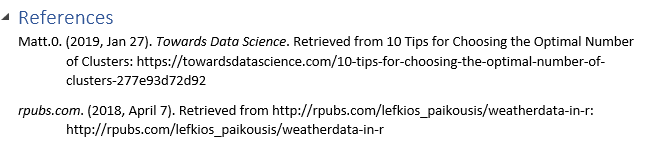 References
Matt.0. (2019, Jan 27). Towards Data Science. Retrieved from 10 Tips for Choosing the Optimal Number
of Clusters: https://towardsdatascience.com/10-tips-for-choosing-the-optimal-number-of-
clusters-277e93d72d92
rpubs.com. (2018, April 7). Retrieved from http://rpubs.com/lefkios_paikousis/weatherdata-in-r:
http://rpubs.com/lefkios_paikousis/weatherdata-in-r